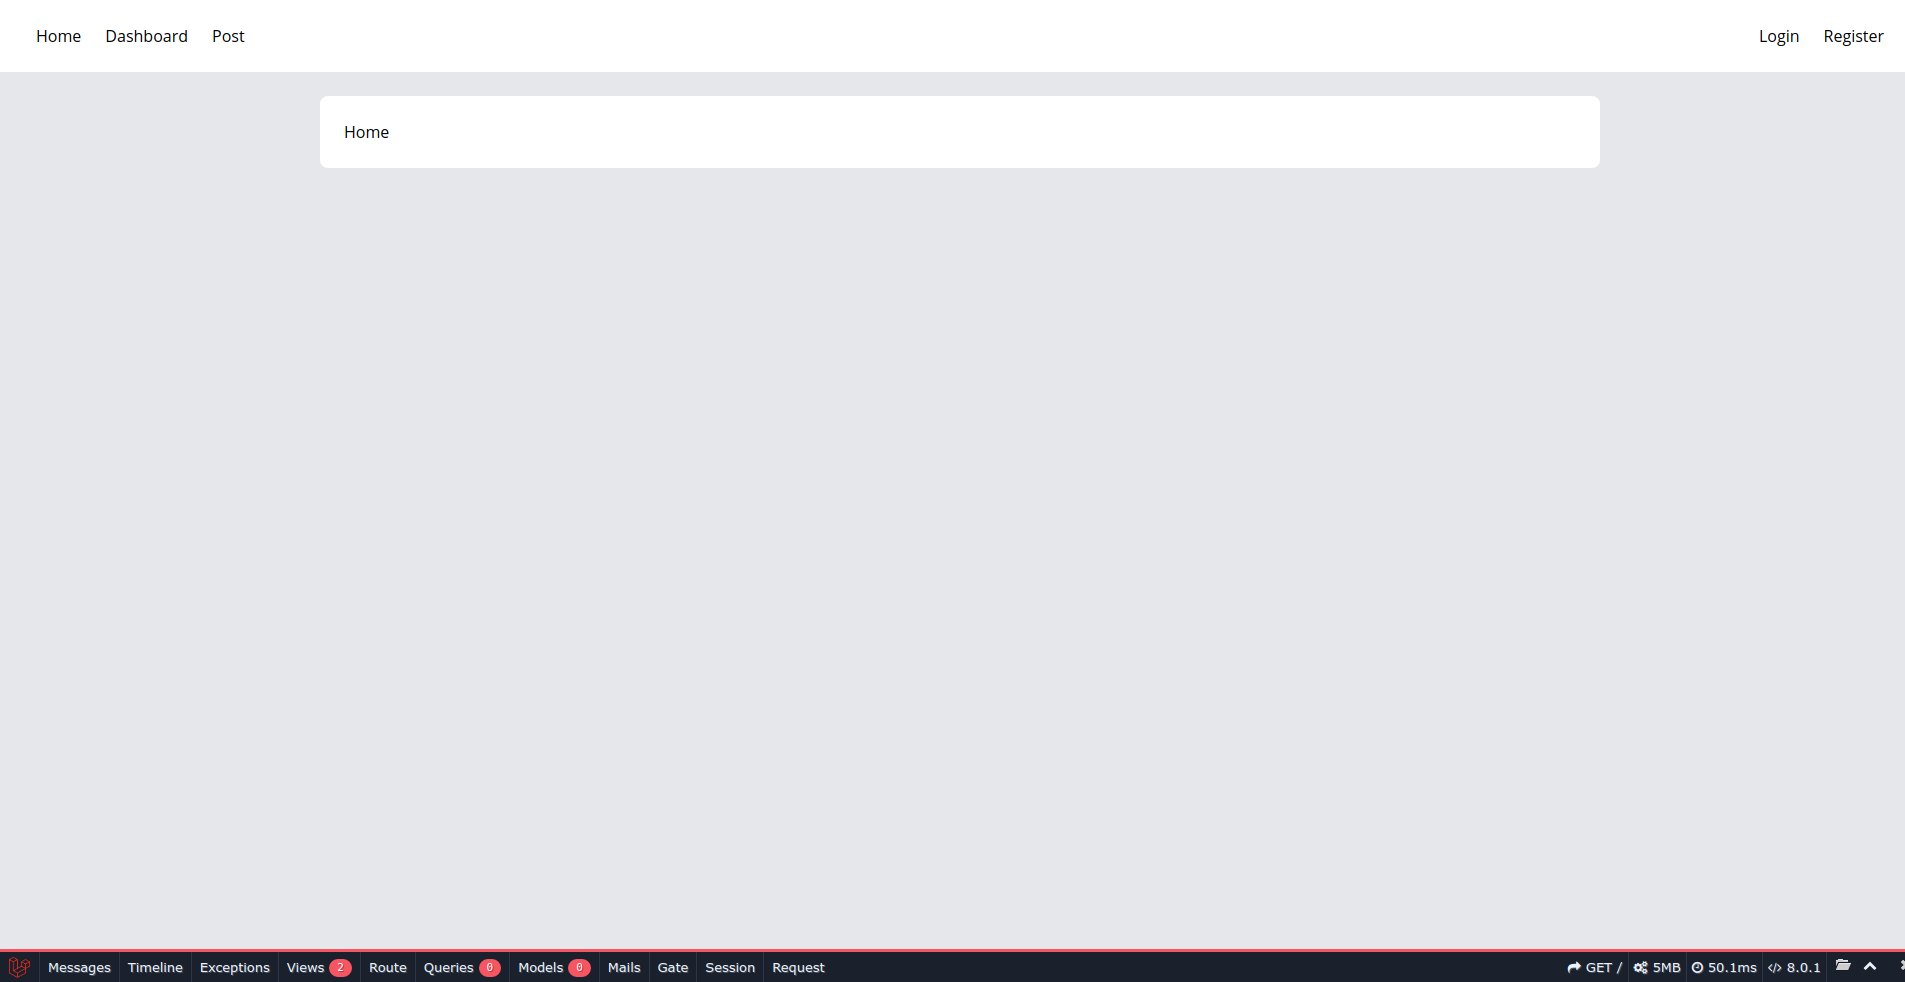 Home Dashboard Post Login Register
Home
Messages Timeline Exceptions Views 2 Route Queries 0 Models 0 Mails Gate Session Request GET / 5MB 50.1ms 8.0.1